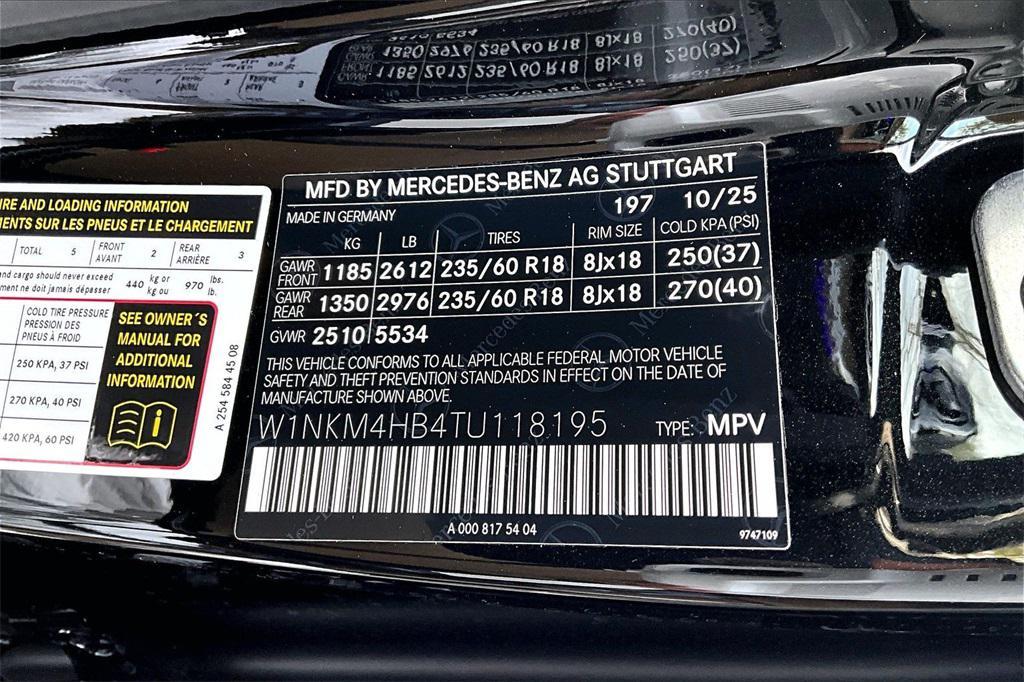 IRE AND LOADING INFORMATION
MENTS SUR LES PNEUS ET LE CHARGEMENT
TOTAL 5 FRONT AVANT 2 REAR ARRIÈRE 3
and cargo should never exceed 440 kg or 970 lbs.
ment ne doit jamais dépasser kg ou lb.
COLD TIRE PRESSURE
PRESSION DES
PNEUS À FROID
250 KPA, 37 PSI
270 KPA, 40 PSI
420 KPA, 60 PSI
SEE OWNER´S
MANUAL FOR
ADDITIONAL
INFORMATION
A 254 584 45 08
MFD BY MERCEDES-BENZ AG STUTTGART
MADE IN GERMANY 197 10/25
KG LB TIRES RIM SIZE COLD KPA (PSI)
GAWR FRONT 1185 2612 235/60 R18 8Jx18 250(37)
GAWR REAR 1350 2976 235/60 R18 8Jx18 270(40)
GVWR 2510 5534
THIS VEHICLE CONFORMS TO ALL APPLICABLE FEDERAL MOTOR VEHICLE
SAFETY AND THEFT PREVENTION STANDARDS IN EFFECT ON THE DATE OF
MANUFACTURE SHOWN ABOVE.
W1NKM4HB4TU118195 TYPE: MPV
A 000 817 54 04
9747109